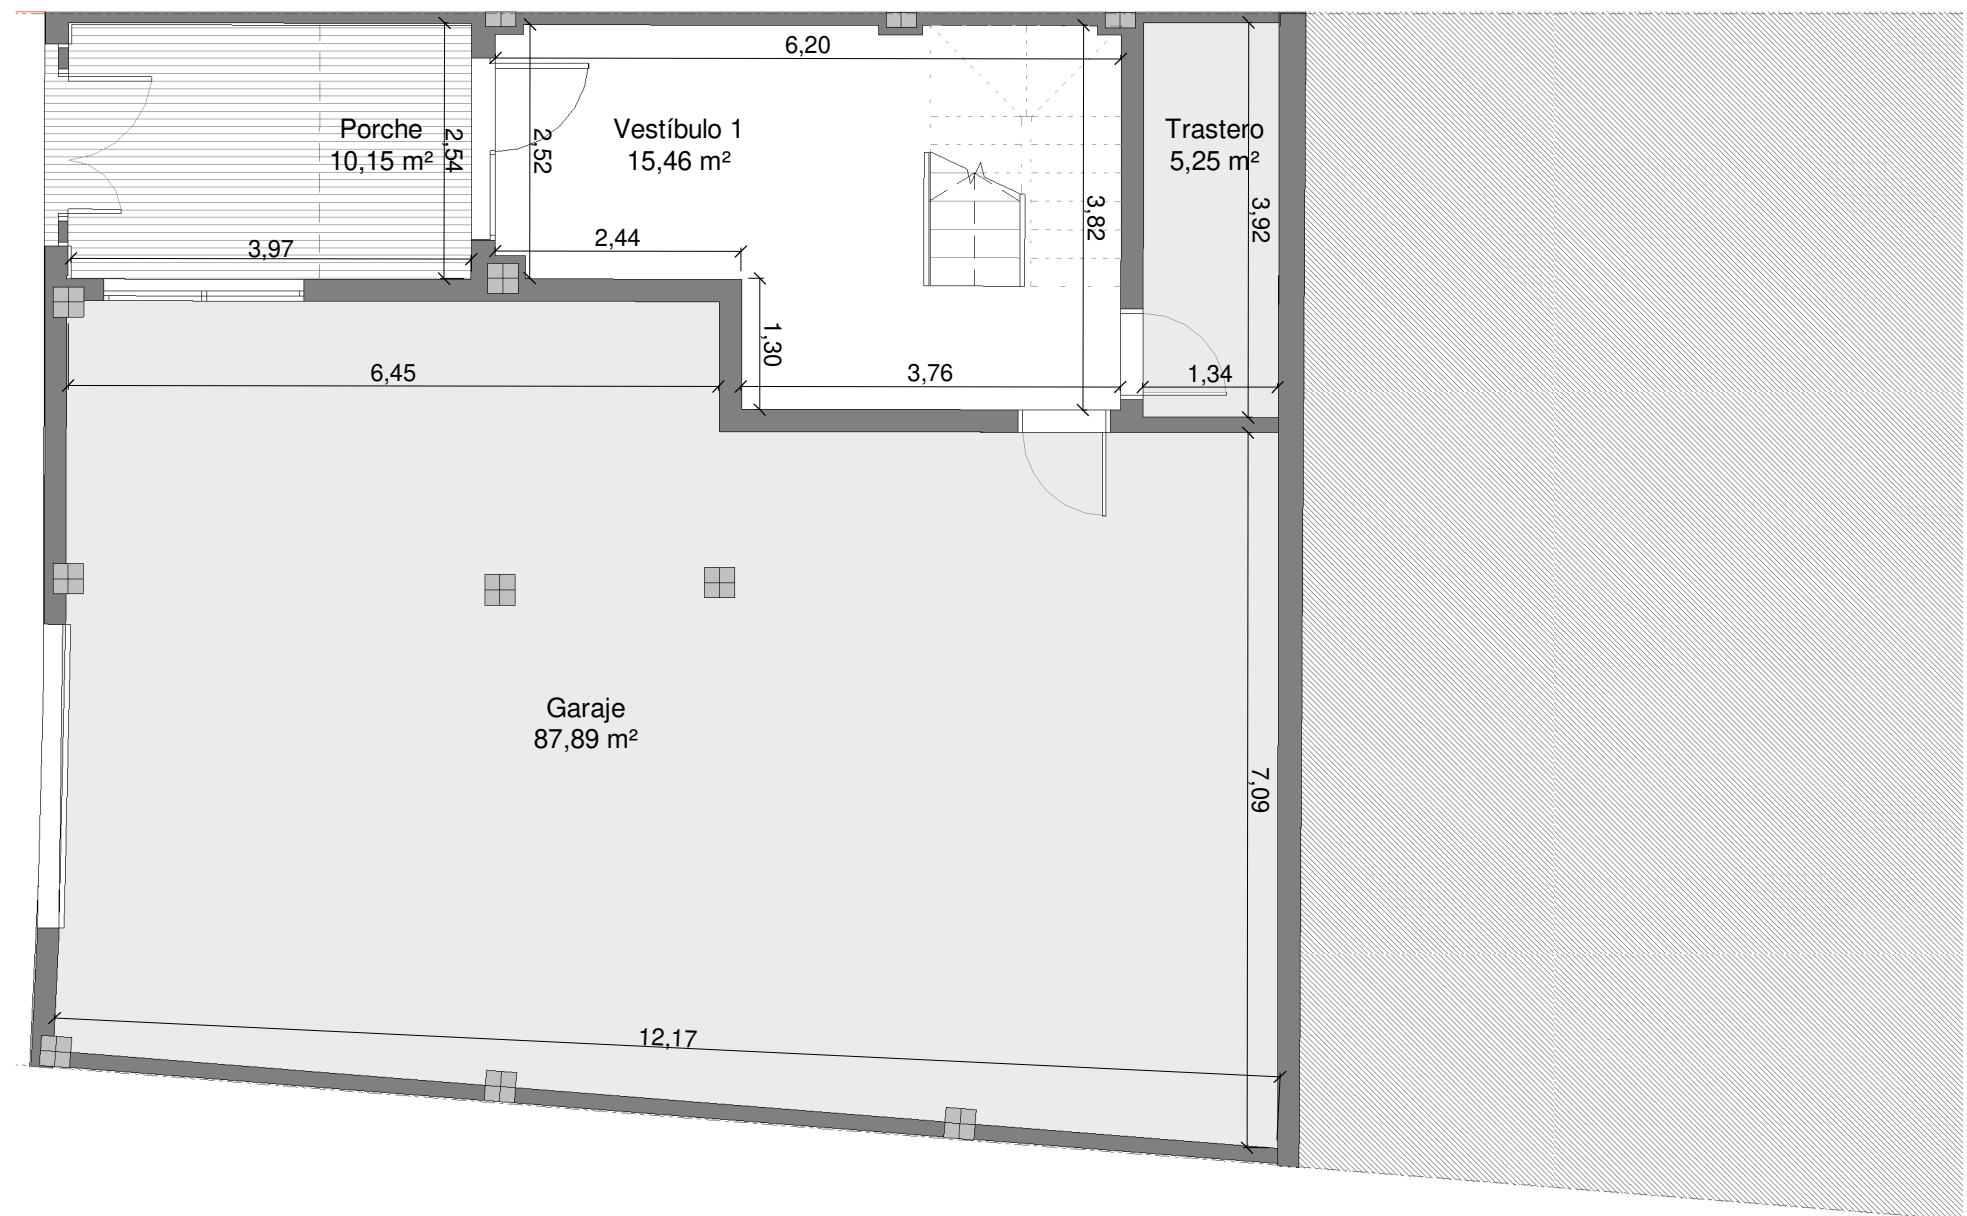 6,20
Porche
10,15 m²
2,54
2,52
Vestíbulo 1
15,46 m²
Trastero
5,25 m²
3,82
3,92
3,97
2,44
1,30
6,45
3,76
1,34
Garaje
87,89 m²
7,09
12,17